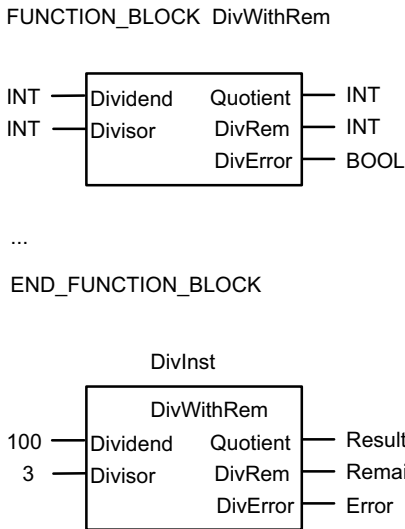 FUNCTION_BLOCK DivWithRem
INT Dividend Quotient INT
INT Divisor DivRem INT
DivError BOOL
...
END_FUNCTION_BLOCK
DivInst
DivWithRem
100 Dividend Quotient Result
3 Divisor DivRem Remai
DivError Error